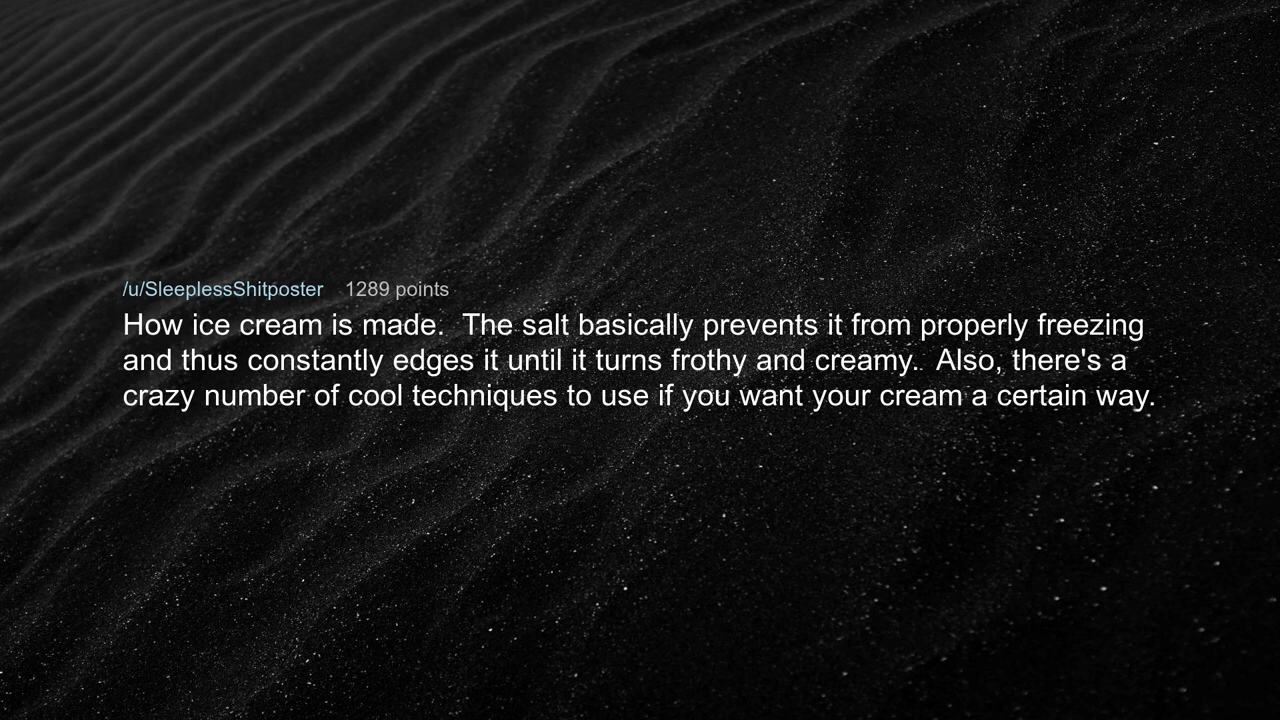 /u/SleeplessShitposter 1289 points
How ice cream is made.  The salt basically prevents it from properly freezing
and thus constantly edges it until it turns frothy and creamy.  Also, there's a
crazy number of cool techniques to use if you want your cream a certain way.